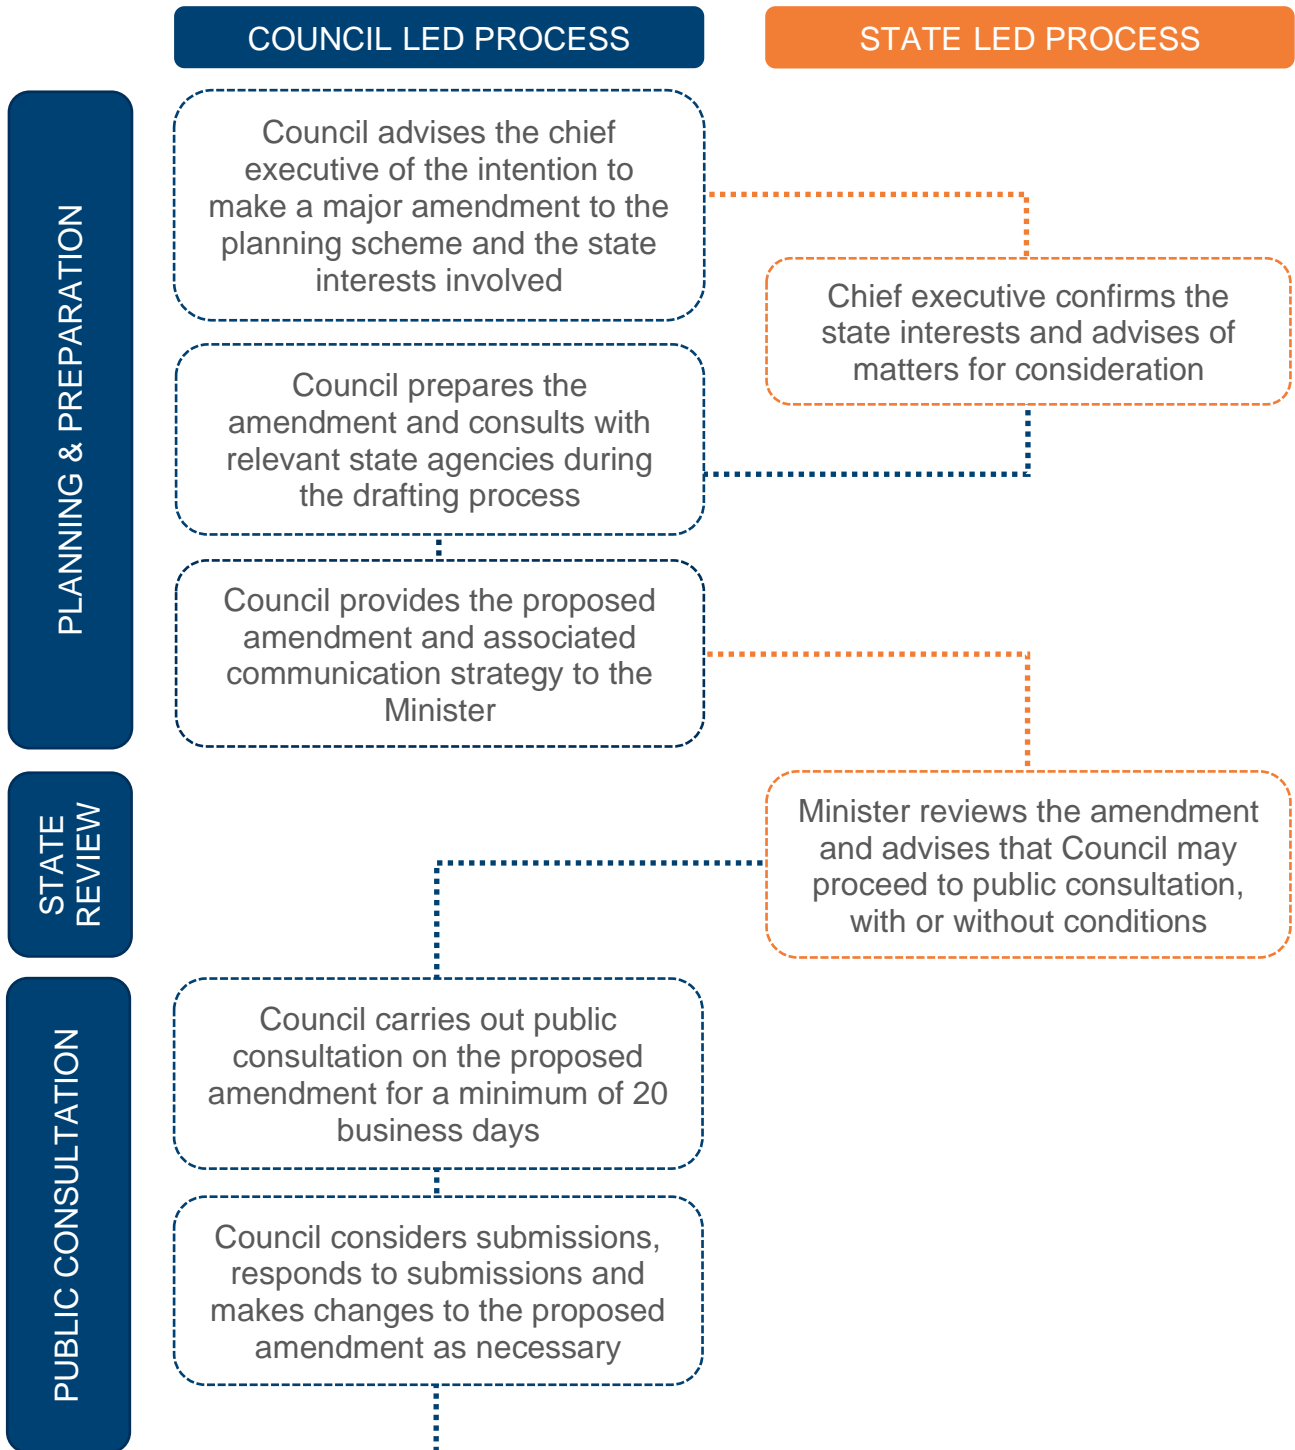 COUNCIL LED PROCESS
STATE LED PROCESS
PLANNING & PREPARATION
Council advises the chief
executive of the intention to
make a major amendment to the
planning scheme and the state
interests involved
Chief executive confirms the
state interests and advises of
matters for consideration
Council prepares the
amendment and consults with
relevant state agencies during
the drafting process
Council provides the proposed
amendment and associated
communication strategy to the
Minister
STATE
REVIEW
Minister reviews the amendment
and advises that Council may
proceed to public consultation,
with or without conditions
PUBLIC CONSULTATION
Council carries out public
consultation on the proposed
amendment for a minimum of 20
business days
Council considers submissions,
responds to submissions and
makes changes to the proposed
amendment as necessary